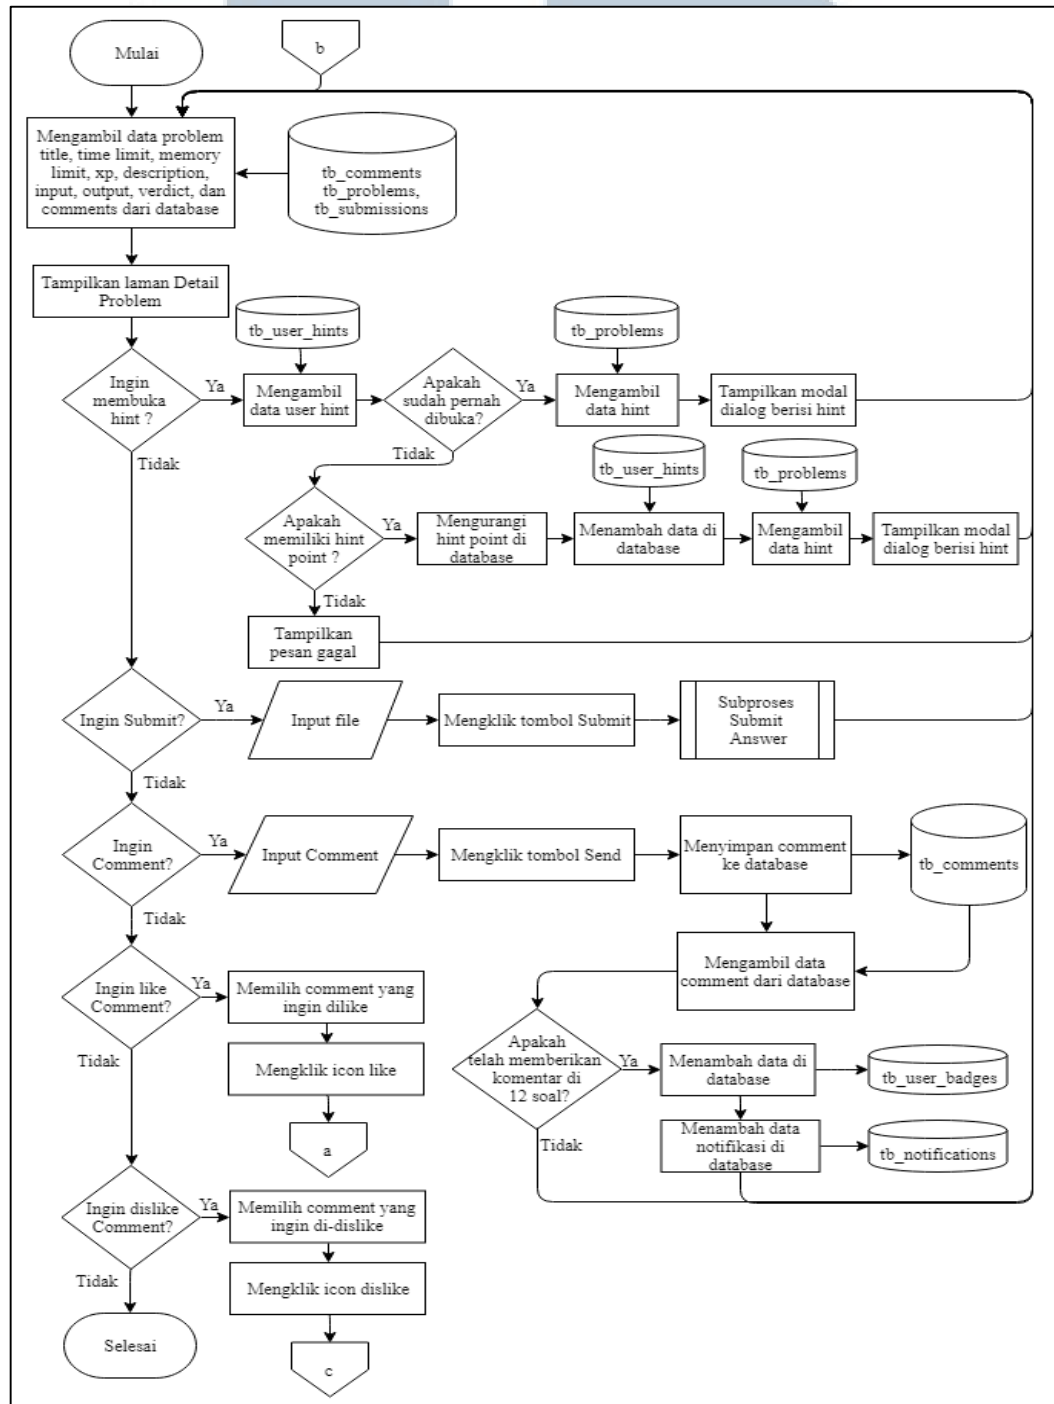 Mulai
b
Mengambil data problem
title, time limit, memory
limit, xp, description,
input, output, verdict, dan
comments dari database
tb_comments
tb_problems,
tb_submissions
Tampilkan laman Detail
Problem
tb_user_hints
tb_problems
Ingin
membuka
hint ?
Ya
Mengambil
data user hint
Apakah
sudah pernah
dibuka?
Ya
Mengambil
data hint
Tampilkan modal
dialog berisi hint
Tidak
Tidak
tb_user_hints
tb_problems
Apakah
memiliki hint
point ?
Ya
Mengurangi
hint point di
database
Menambah data di
database
Mengambil
data hint
Tampilkan modal
dialog berisi hint
Tidak
Tampilkan
pesan gagal
Ingin Submit?
Ya
Input file
Mengklik tombol Submit
Subproses
Submit
Answer
Tidak
Ingin
Comment?
Ya
Input Comment
Mengklik tombol Send
Menyimpan comment
ke database
tb_comments
Tidak
Mengambil data
comment dari database
Ingin like
Comment?
Ya
Memilih comment yang
ingin dilike
Tidak
Mengklik icon like
a
Apakah
telah memberikan
komentar di
12 soal?
Ya
Menambah data di
database
tb_user_badges
Tidak
Menambah data
notifikasi di
database
tb_notifications
Ingin dislike
Comment?
Ya
Memilih comment yang
ingin di-dislike
Tidak
Mengklik icon dislike
Selesai
c